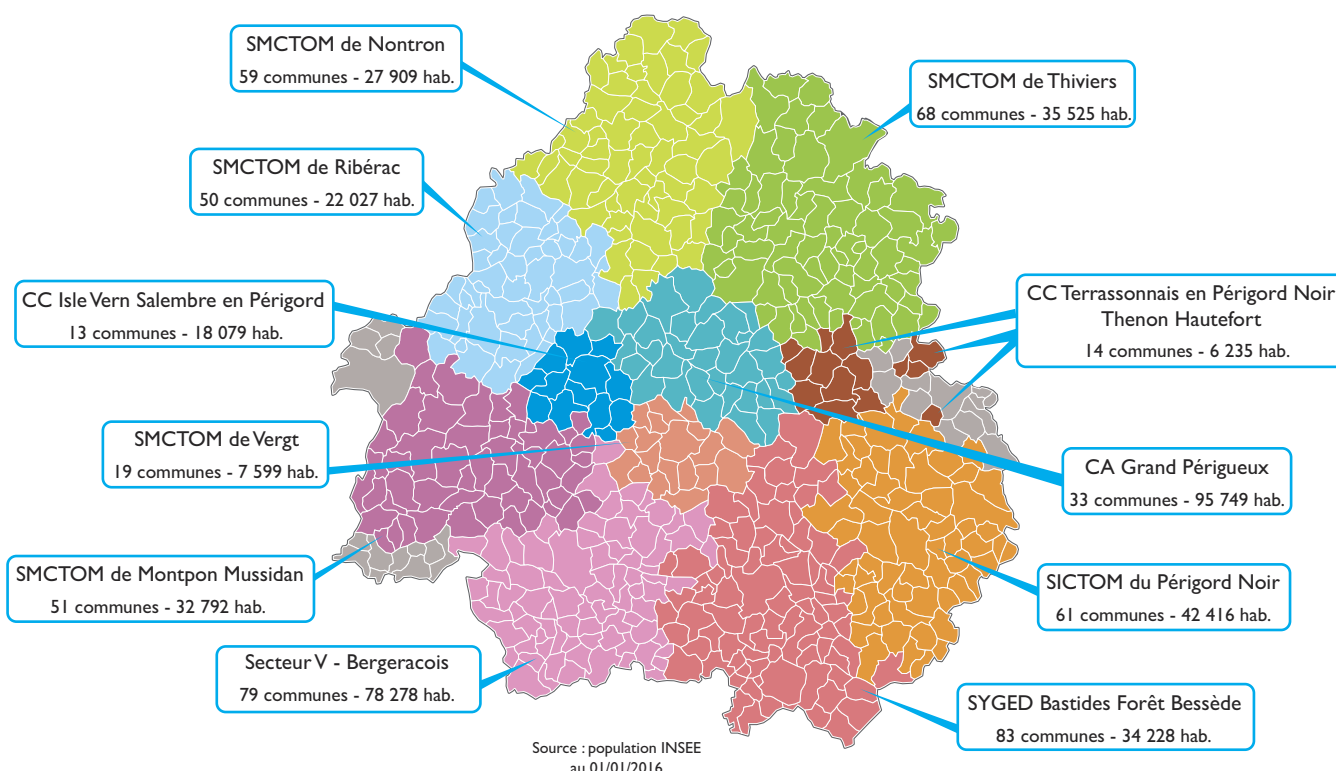 SMCTOM de Nontron
59 communes - 27 909 hab.
SMCTOM de Thiviers
68 communes - 35 525 hab.
SMCTOM de Ribérac
50 communes - 22 027 hab.
CC Isle Vern Salembre en Périgord
13 communes - 18 079 hab.
CC Terrassonnais en Périgord Noir
Thenon Hautefort
14 communes - 6 235 hab.
SMCTOM de Vergt
19 communes - 7 599 hab.
CA Grand Périgueux
33 communes - 95 749 hab.
SMCTOM de Montpon Mussidan
51 communes - 32 792 hab.
SICTOM du Périgord Noir
61 communes - 42 416 hab.
Secteur V - Bergeracois
79 communes - 78 278 hab.
SYGED Bastides Forêt Bessède
83 communes - 34 228 hab.
Source : population INSEE
au 01/01/2016